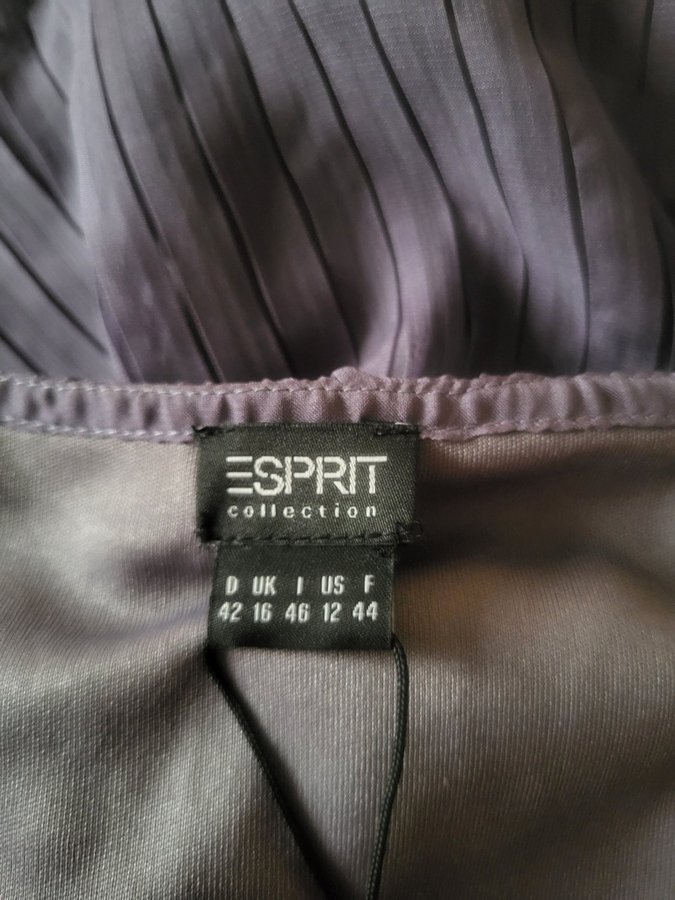 ESPRIT
collection
D UK I US F
42 16 46 12 44